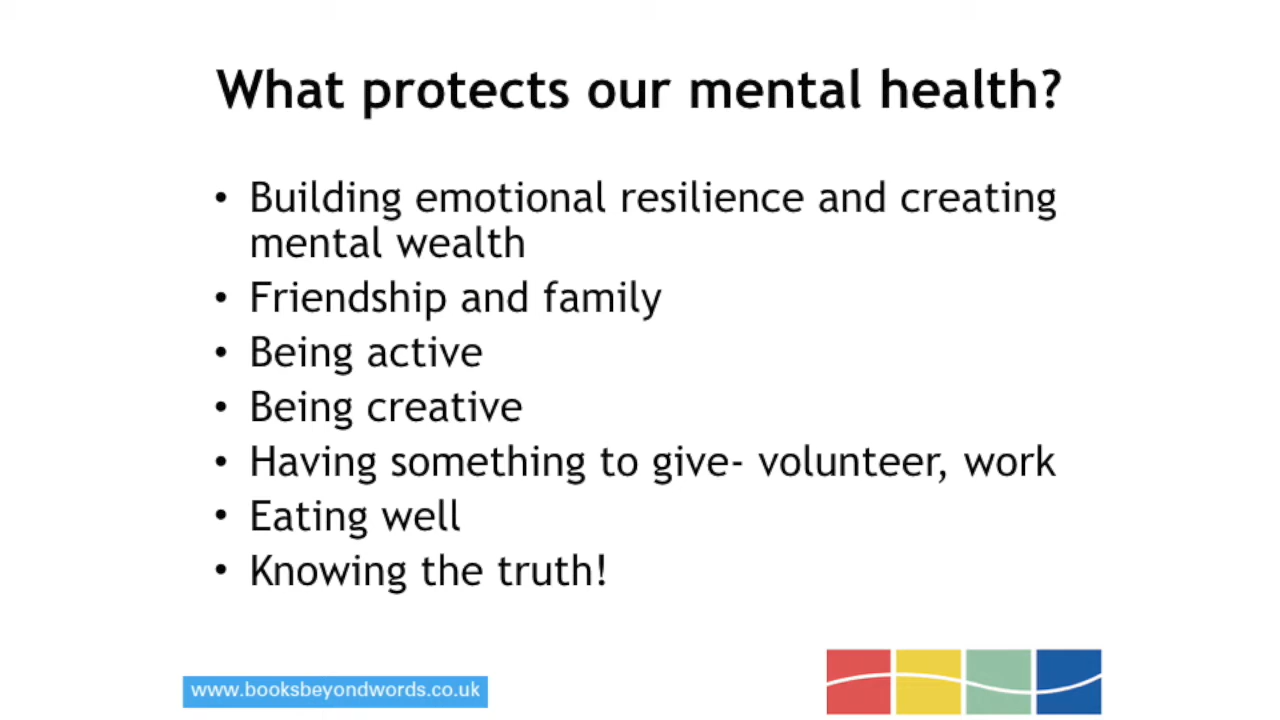 What protects our mental health?
• Building emotional resilience and creating
mental wealth
• Friendship and family
• Being active
• Being creative
• Having something to give- volunteer, work
• Eating well
• Knowing the truth!
www.booksbeyondwords.co.uk